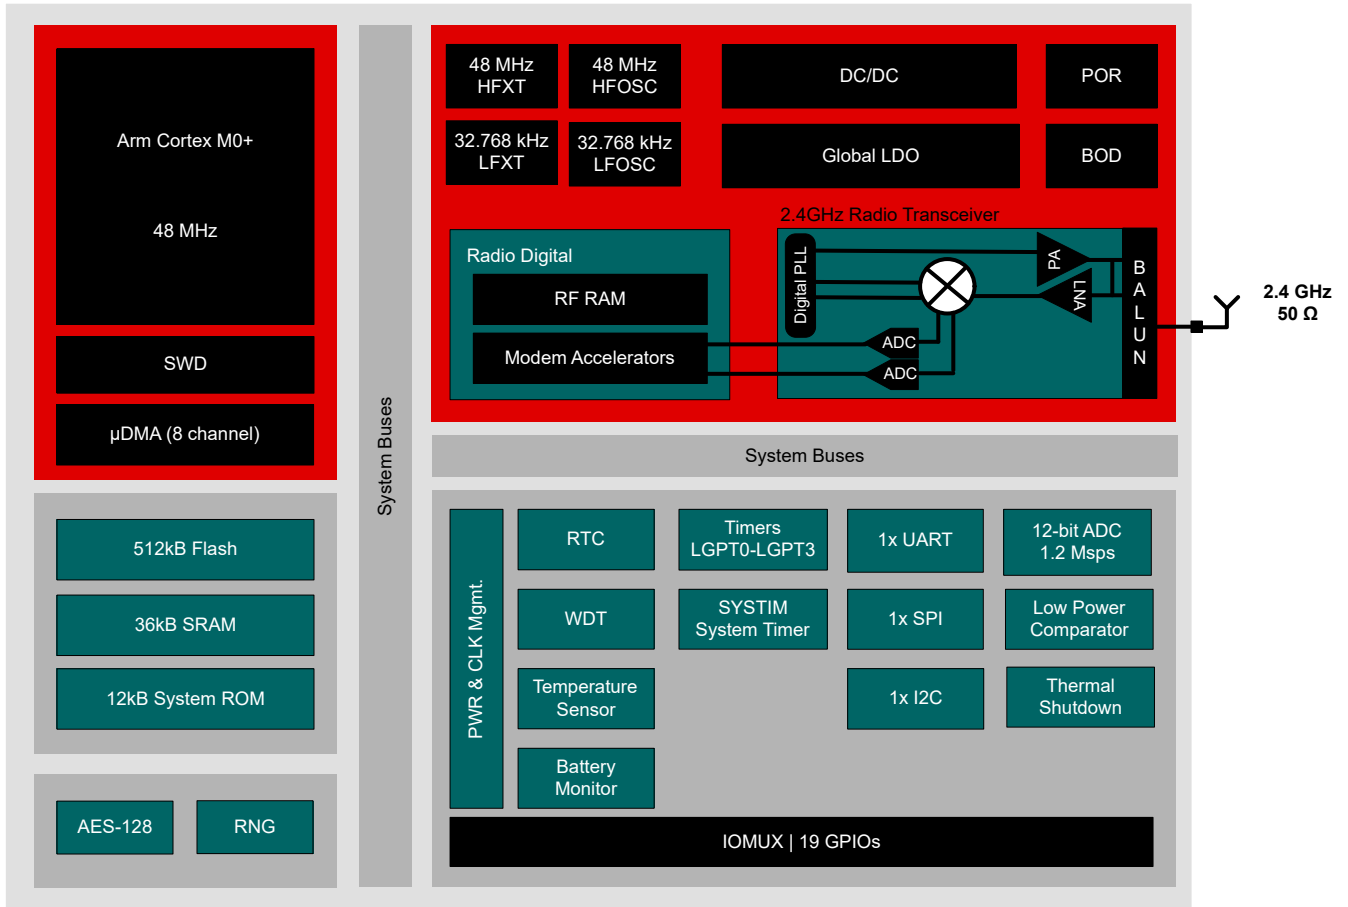 Arm Cortex M0+
48 MHz
SWD
µDMA (8 channel)
512kB Flash
36kB SRAM
12kB System ROM
AES-128
RNG
System Buses
48 MHz
HFXT
48 MHz
HFOSC
DC/DC
POR
32.768 kHz
LFXT
32.768 kHz
LFOSC
Global LDO
BOD
2.4GHz Radio Transceiver
Radio Digital
RF RAM
Modem Accelerators
Digital PLL
ADC
ADC
PA
LNA
BALUN
2.4 GHz
50 Ω
System Buses
PWR & CLK Mgmt.
RTC
Timers
LGPT0-LGPT3
1x UART
12-bit ADC
1.2 Msps
WDT
SYSTIM
System Timer
1x SPI
Low Power
Comparator
Temperature
Sensor
1x I2C
Thermal
Shutdown
Battery
Monitor
IOMUX | 19 GPIOs